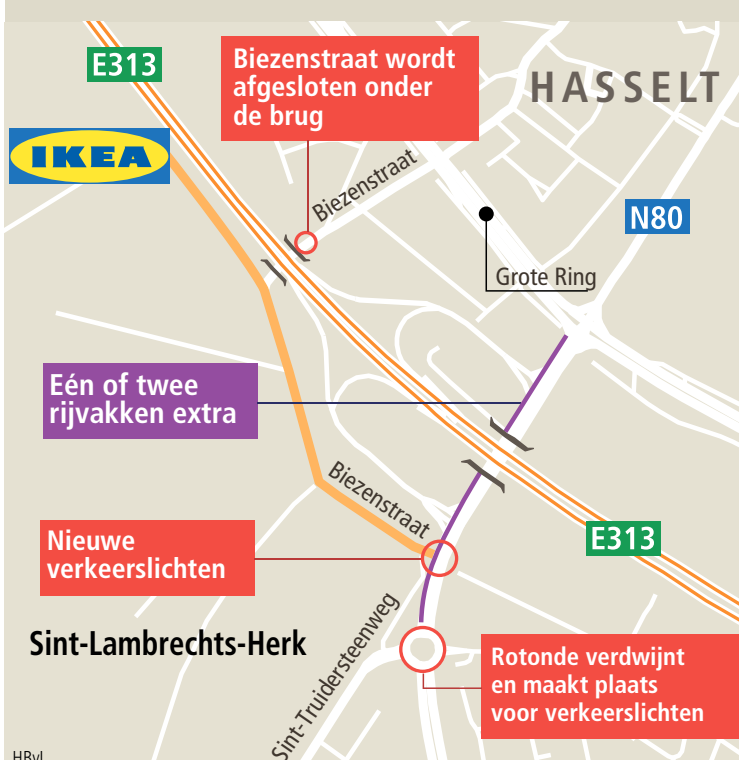 E313
Biezenstraat wordt
afgesloten onder
de brug
HASSELT
IKEA
Biezenstraat
N80
Grote Ring
Eén of twee
rijvakken extra
Biezenstraat
Nieuwe
verkeerslichten
E313
Sint-Lambrechts-Herk
Sint-Truidersteenweg
Rotonde verdwijnt
en maakt plaats
voor verkeerslichten
HBvL